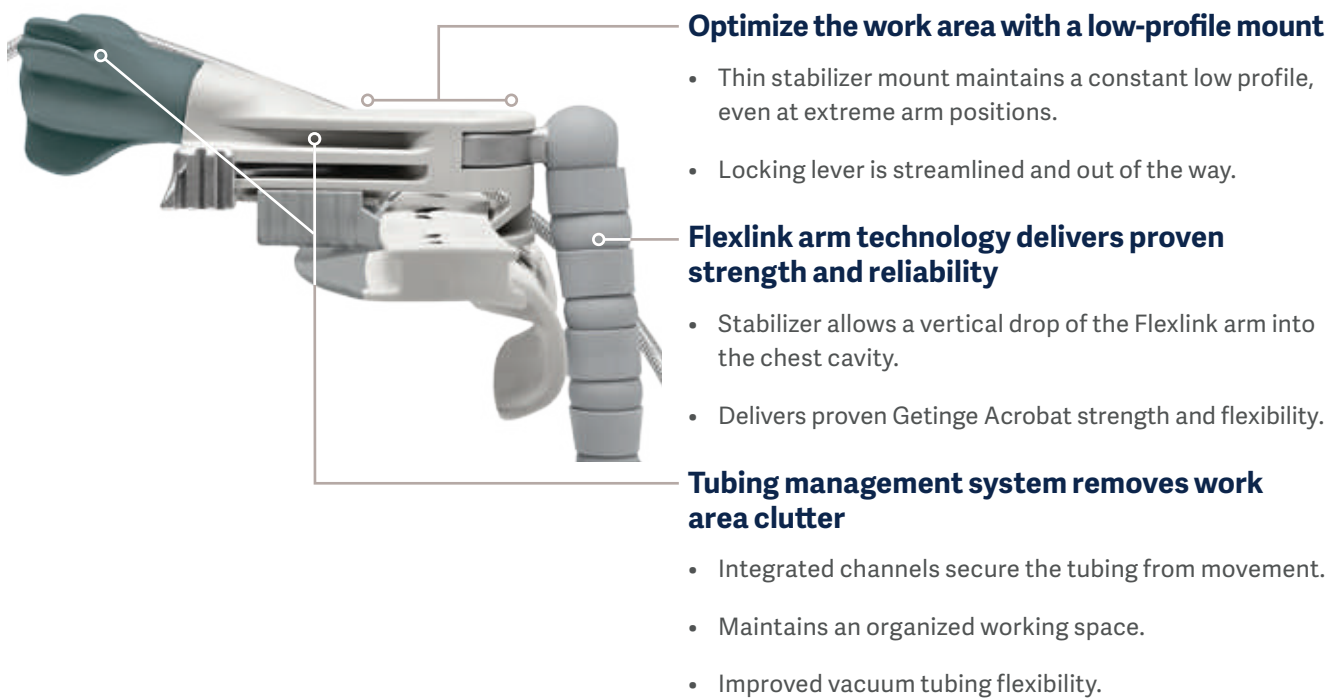 Optimize the work area with a low-profile mount
• Thin stabilizer mount maintains a constant low profile,
even at extreme arm positions.
• Locking lever is streamlined and out of the way.
Flexlink arm technology delivers proven
strength and reliability
• Stabilizer allows a vertical drop of the Flexlink arm into
the chest cavity.
• Delivers proven Getinge Acrobat strength and flexibility.
Tubing management system removes work
area clutter
• Integrated channels secure the tubing from movement.
• Maintains an organized working space.
• Improved vacuum tubing flexibility.